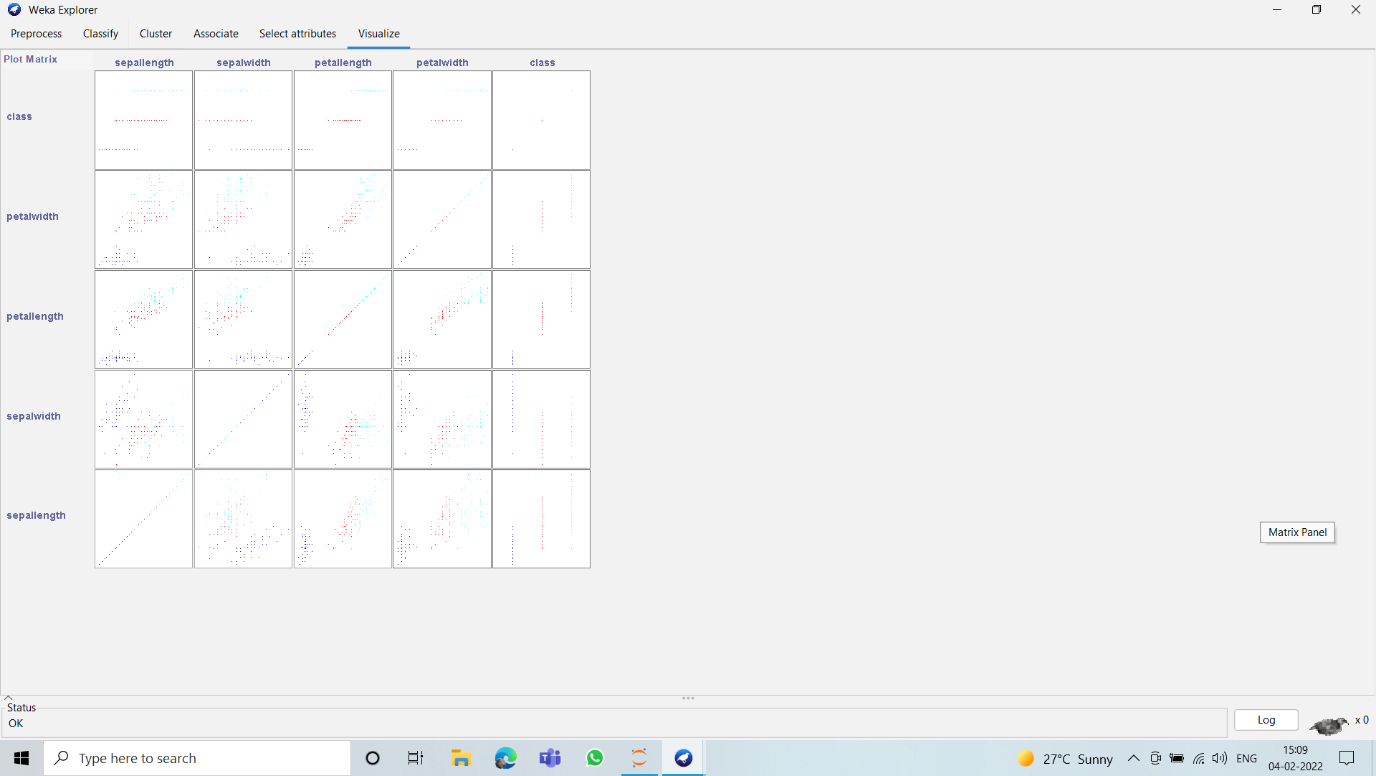 Weka Explorer
Preprocess Classify Cluster Associate Select attributes Visualize
Plot Matrix
sepallength sepalwidth petallength petalwidth class
class
petalwidth
petallength
sepalwidth
sepallength
Matrix Panel
Status
OK
Log
x 0
Type here to search
27°C Sunny
ENG
15:09
04-02-2022